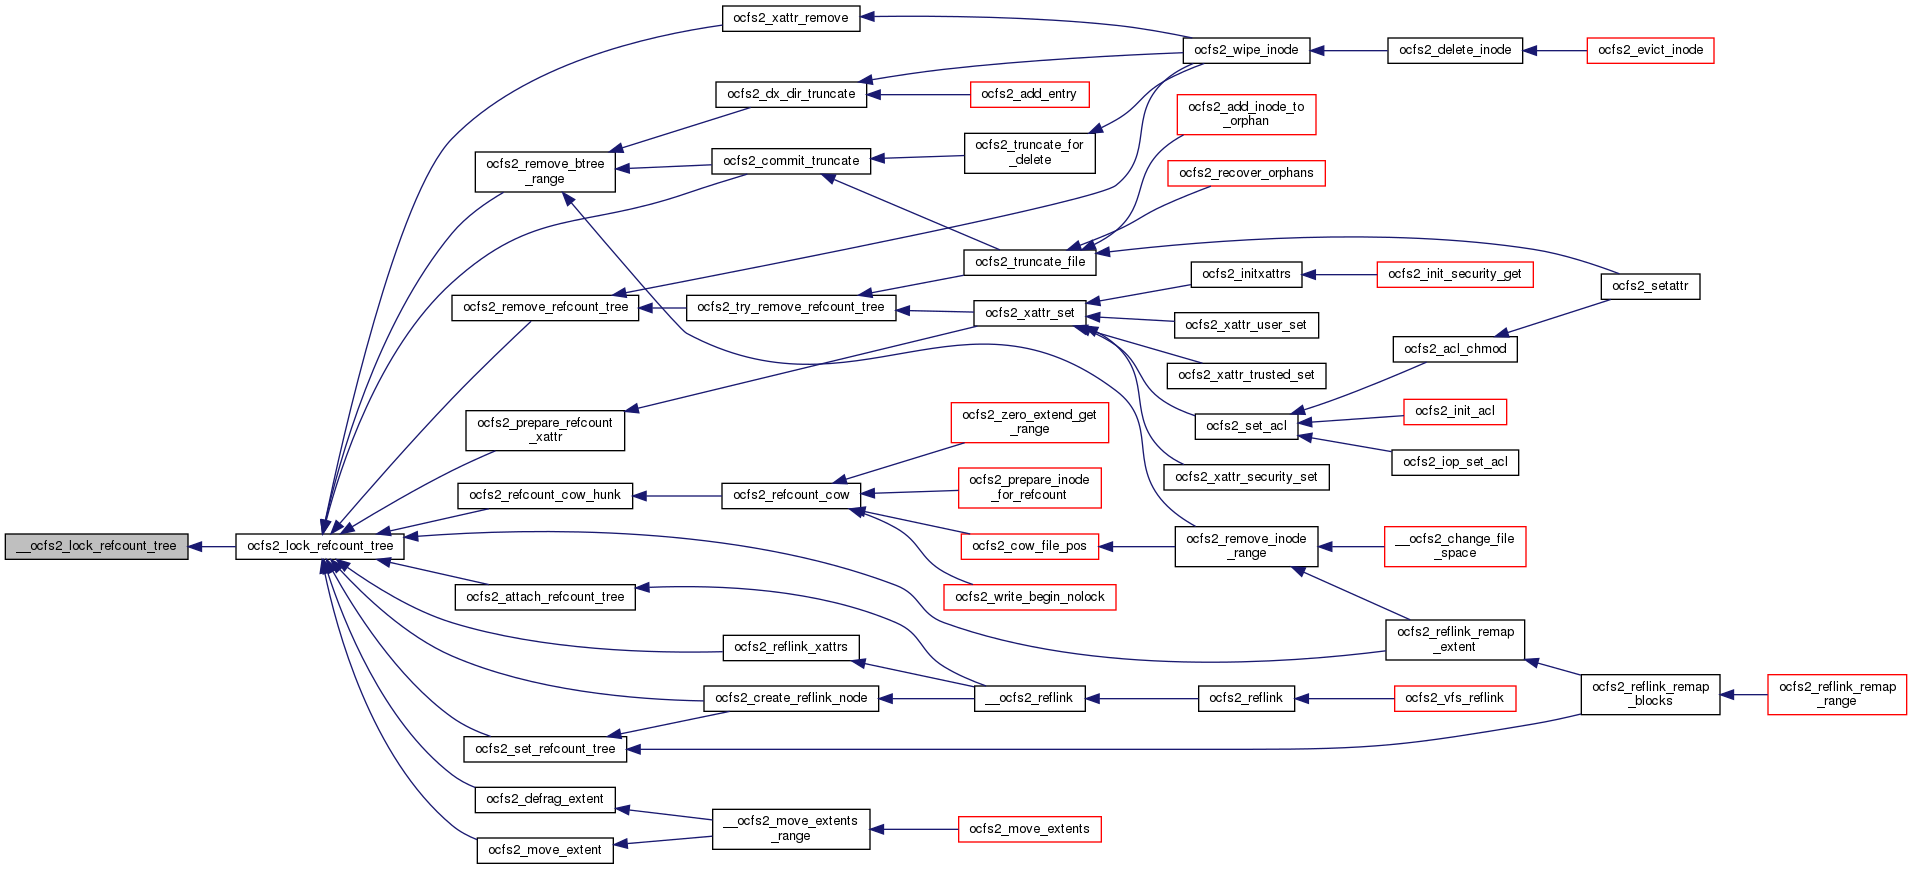 ocfs2_xattr_remove
ocfs2_wipe_inode
ocfs2_delete_inode
ocfs2_evict_inode
ocfs2_dx_dir_truncate
ocfs2_add_entry
ocfs2_add_inode_to
_orphan
ocfs2_remove_btree
_range
ocfs2_commit_truncate
ocfs2_truncate_for
_delete
ocfs2_recover_orphans
ocfs2_truncate_file
ocfs2_initxattrs
ocfs2_init_security_get
ocfs2_setattr
ocfs2_remove_refcount_tree
ocfs2_try_remove_refcount_tree
ocfs2_xattr_set
ocfs2_xattr_user_set
ocfs2_acl_chmod
ocfs2_xattr_trusted_set
ocfs2_prepare_refcount
_xattr
ocfs2_zero_extend_get
_range
ocfs2_set_acl
ocfs2_init_acl
ocfs2_iop_set_acl
ocfs2_xattr_security_set
ocfs2_refcount_cow_hunk
ocfs2_refcount_cow
ocfs2_prepare_inode
_for_refcount
__ocfs2_lock_refcount_tree
ocfs2_lock_refcount_tree
ocfs2_cow_file_pos
ocfs2_remove_inode
_range
__ocfs2_change_file
_space
ocfs2_attach_refcount_tree
ocfs2_write_begin_nolock
ocfs2_reflink_xattrs
ocfs2_reflink_remap
_extent
ocfs2_create_reflink_node
__ocfs2_reflink
ocfs2_reflink
ocfs2_vfs_reflink
ocfs2_reflink_remap
_blocks
ocfs2_reflink_remap
_range
ocfs2_set_refcount_tree
ocfs2_defrag_extent
__ocfs2_move_extents
_range
ocfs2_move_extents
ocfs2_move_extent